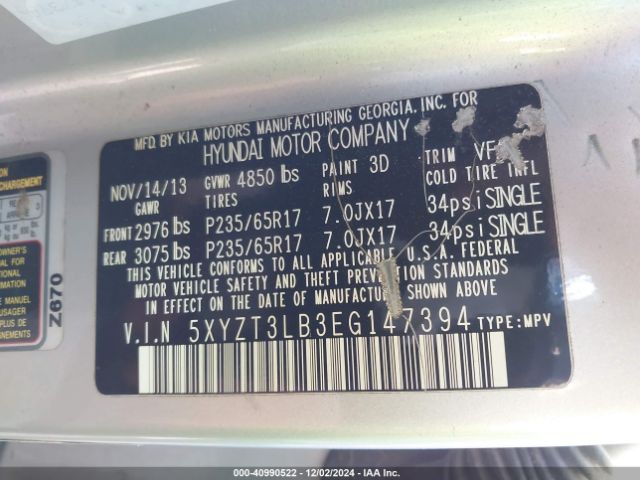 MFD. BY KIA MOTORS MANUFACTURING GEORGIA. INC. FOR
HYUNDAI MOTOR COMPANY
NOV/14/13 GVWR 4850 lbs PAINT 3D TRIM VF
GAWR TIRES RIMS COLD TIRE INFL
FRONT 2976 lbs P235/65R17 7.0JX17 34psi SINGLE
REAR 3075 lbs P235/65R17 7.0JX17 34psi SINGLE
THIS VEHICLE CONFORMS TO ALL APPLICABLE U.S.A. FEDERAL
MOTOR VEHICLE SAFETY AND THEFT PREVENTION STANDARDS
IN EFFECT ON THE DATE OF MANUFACTURE SHOWN ABOVE.
V.I.N 5XYZT3LB3EG147394 TYPE: MPV
Z670
000-40990522 - 12/02/2024 - IAA Inc.